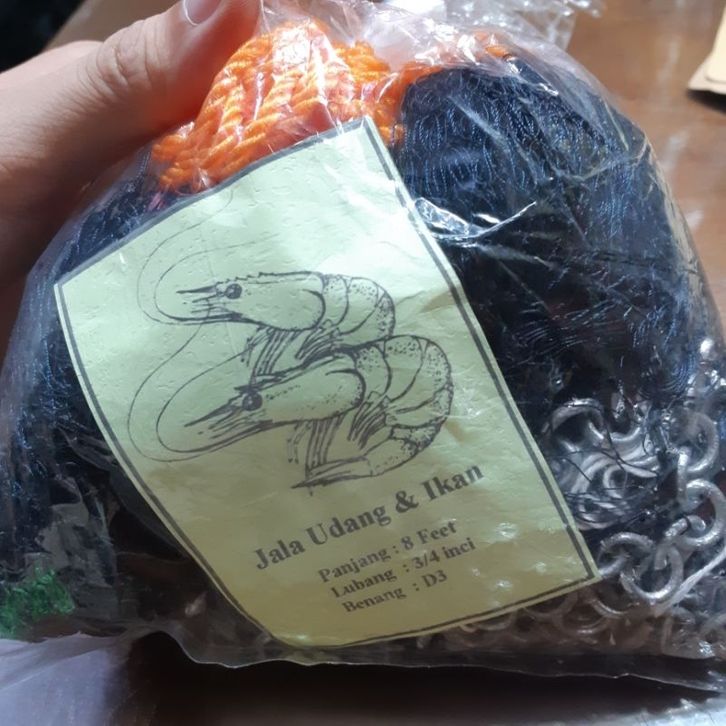 Jala Udang & Ikan
Panjang : 8 Feet
Lubang : 3/4 inci
Benang : D3